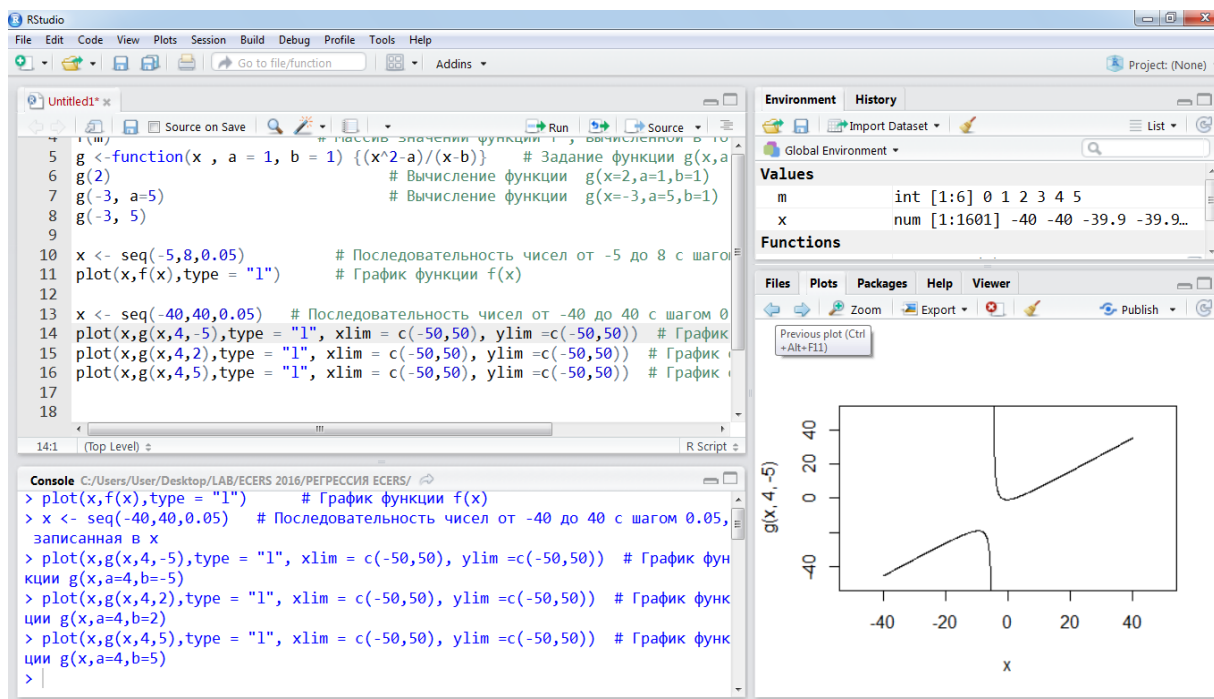 RStudio
File Edit Code View Plots Session Build Debug Profile Tools Help
Go to file/function
Addins
Project: (None)
Untitled1*
Source on Save
Run
Source
4 f(m) # Массив значений функции f, вычисленной в то
5 g <-function(x , a = 1, b = 1) {(x^2-a)/(x-b)} # Задание функции g(x,a
6 g(2) # Вычисление функции g(x=2,a=1,b=1)
7 g(-3, a=5) # Вычисление функции g(x=-3,a=5,b=1)
8 g(-3, 5)
9
10 x <- seq(-5,8,0.05) # Последовательность чисел от -5 до 8 с шаго
11 plot(x,f(x),type = "l") # График функции f(x)
12
13 x <- seq(-40,40,0.05) # Последовательность чисел от -40 до 40 с шагом 0
14 plot(x,g(x,4,-5),type = "l", xlim = c(-50,50), ylim =c(-50,50)) # График
15 plot(x,g(x,4,2),type = "l", xlim = c(-50,50), ylim =c(-50,50)) # График
16 plot(x,g(x,4,5),type = "l", xlim = c(-50,50), ylim =c(-50,50)) # График
17
18
14:1 (Top Level) R Script
Console C:/Users/User/Desktop/LAB/ECERS 2016/РЕГРЕССИЯ ECERS/
> plot(x,f(x),type = "l") # График функции f(x)
> x <- seq(-40,40,0.05) # Последовательность чисел от -40 до 40 с шагом 0.05,
записанная в x
> plot(x,g(x,4,-5),type = "l", xlim = c(-50,50), ylim =c(-50,50)) # График фун
кции g(x,a=4,b=-5)
> plot(x,g(x,4,2),type = "l", xlim = c(-50,50), ylim =c(-50,50)) # График функ
ции g(x,a=4,b=2)
> plot(x,g(x,4,5),type = "l", xlim = c(-50,50), ylim =c(-50,50)) # График функ
ции g(x,a=4,b=5)
>
Environment History
Import Dataset
List
Global Environment
Values
m int [1:6] 0 1 2 3 4 5
x num [1:1601] -40 -40 -39.9 -39.9…
Functions
Files Plots Packages Help Viewer
Zoom Export Publish
Previous plot (Ctrl
+Alt+F11)
g(x, 4, -5)
40
20
0
-40
-40 -20 0 20 40
x